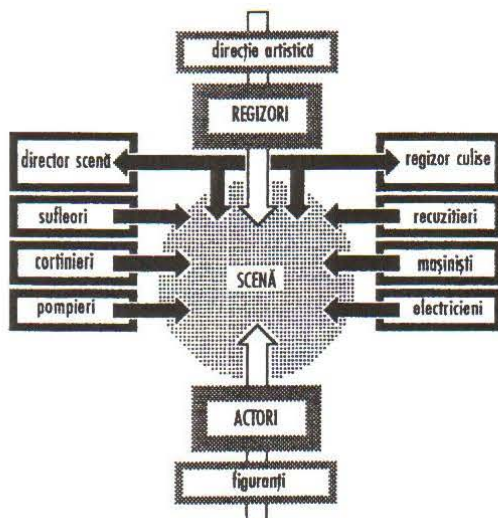 direcție artistică
REGIZORI
director scenă
regizor culise
sufleori
recuzitieri
cortinieri
SCENĂ
mașiniști
pompieri
electricieni
ACTORI
figuranți